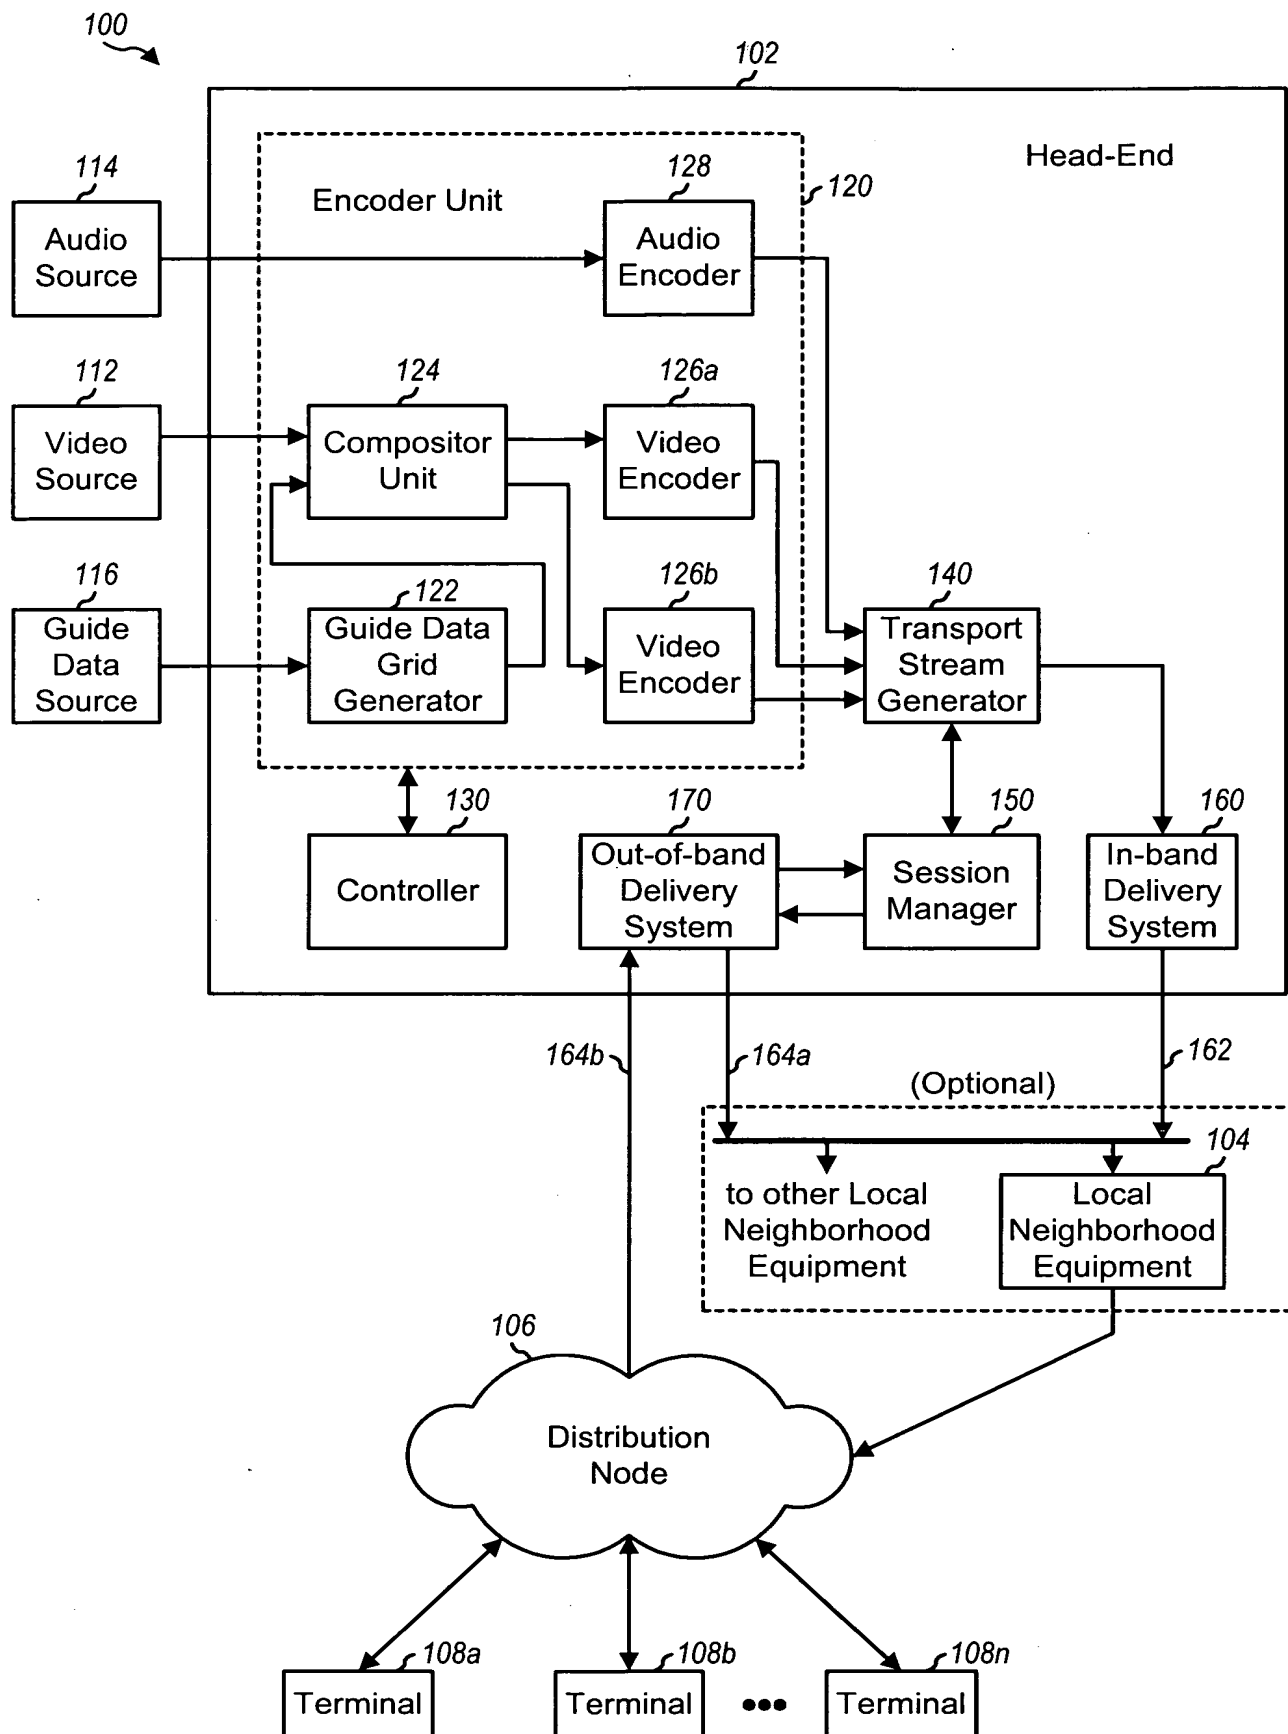 100
102
Head-End
114
Audio
Source
Encoder Unit
128
Audio
Encoder
120
112
Video
Source
124
Compositor
Unit
126a
Video
Encoder
116
Guide
Data
Source
122
Guide Data
Grid
Generator
126b
Video
Encoder
140
Transport
Stream
Generator
130
Controller
170
Out-of-band
Delivery
System
150
Session
Manager
160
In-band
Delivery
System
164b
164a
162
(Optional)
104
to other Local
Neighborhood
Equipment
Local
Neighborhood
Equipment
106
Distribution
Node
108a
Terminal
108b
Terminal
•••
108n
Terminal